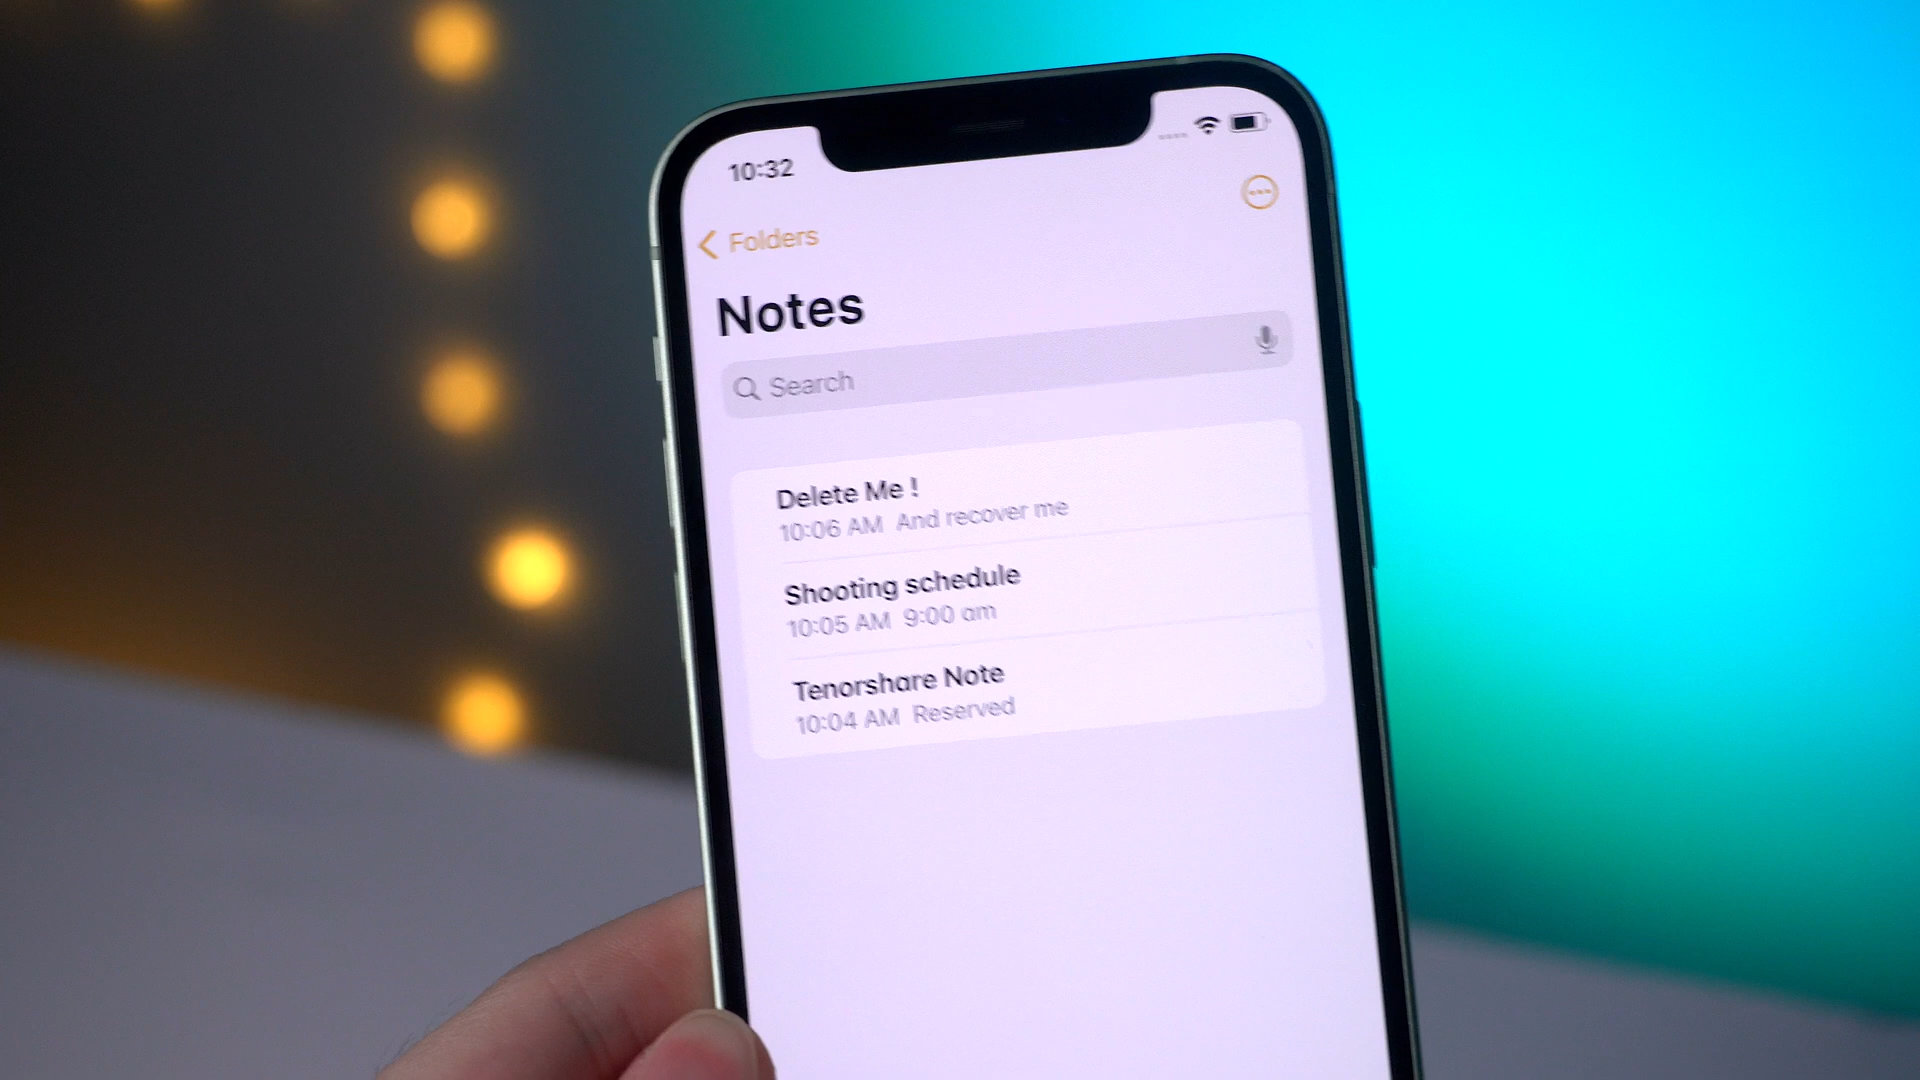 10:32
Folders
Notes
Search
Delete Me !
10:06 AM And recover me
Shooting schedule
10:05 AM 9:00 am
Tenorshare Note
10:04 AM Reserved